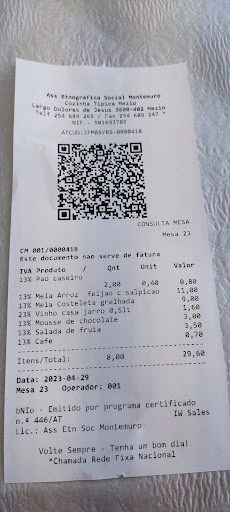 Ass Etnografica Social Montemuro
Cozinha Tipica Mezio
Largo Dolores de Jesus 3600-402 Mezio
Telf 254 689 265 / Fax 254 689 247 *
NIF - 501693785
ATCUD:JFM8SYR9-0000418
CONSULTA MESA
Mesa 23
CM 001/0000418
Este documento nao serve de fatura
IVA Produto / Qnt Unit Valor
13% Pao caseiro
2,00 0,40 0,80
13% Meia Arroz feijao c salpicao 11,00
13% Meia Costeleta grelhada 9,00
23% Vinho casa jarro 0,5lt 1,60
13% Mousse de chocolate 3,00
13% Salada de fruta 3,50
13% Cafe 0,70
Itens/Total: 8,00 29,60
Data: 2023-04-29
Mesa 23 Operador: 001
bNIo - Emitido por programa certificado
n.º 446/AT IW Sales
Lic.: Ass Etn Soc Montemuro
Volte Sempre - Tenha um bom dia!
*Chamada Rede Fixa Nacional